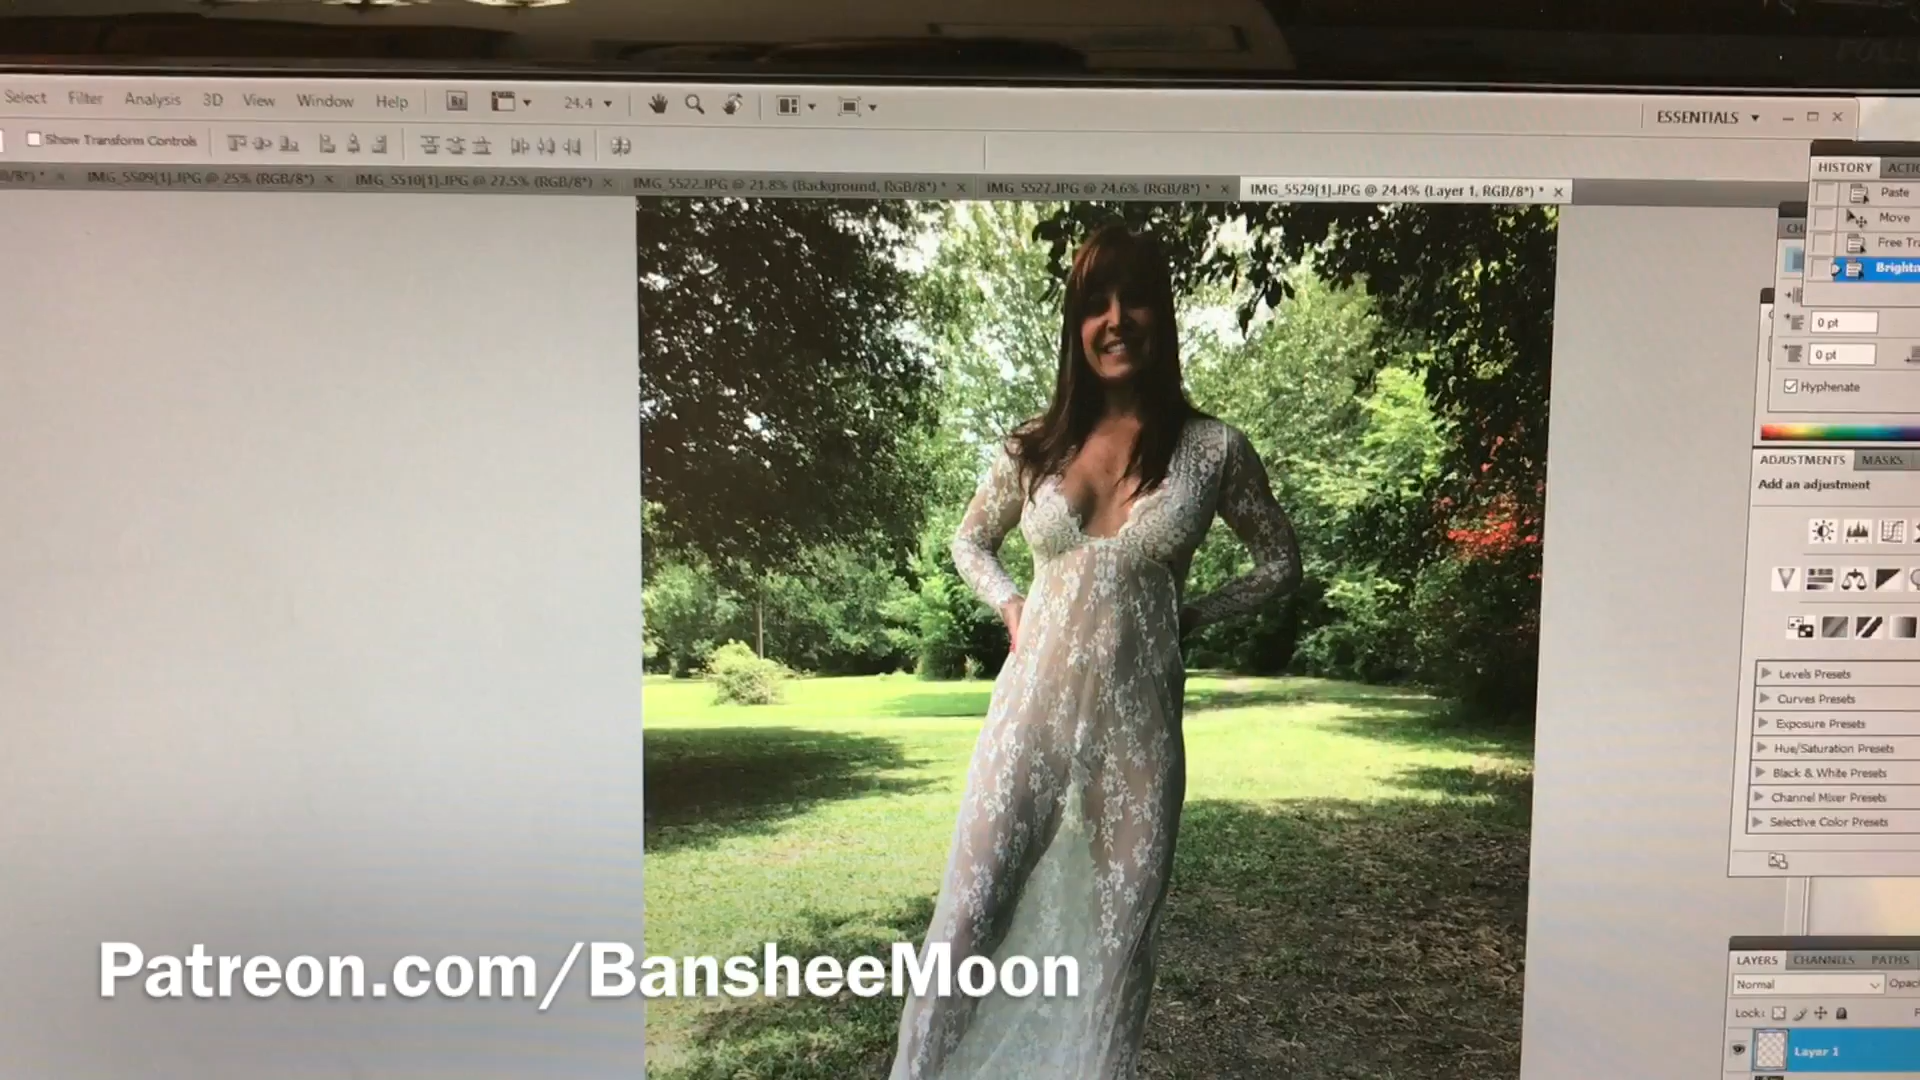 Select Filter Analysis 3D View Window Help 24.4 ESSENTIALS
Show Transform Controls
IMG_5509[1].JPG @ 25% (RGB/8*) IMG_5510[1].JPG @ 27.5% (RGB/8*) IMG_5522.JPG @ 21.8% (Background, RGB/8*) * IMG_5527.JPG @ 24.6% (RGB/8*) * IMG_5529[1].JPG @ 24.4% (Layer 1, RGB/8*) *
HISTORY
Paste
Move
Free
0 pt
0 pt
Hyphenate
ADJUSTMENTS MASKS
Add an adjustment
Levels Presets
Curves Presets
Exposure Presets
Hue/Saturation Presets
Black & White Presets
Channel Mixer Presets
Selective Color Presets
Patreon.com/BansheeMoon
LAYERS CHANNELS PATHS
Normal
Lock:
Layer 1